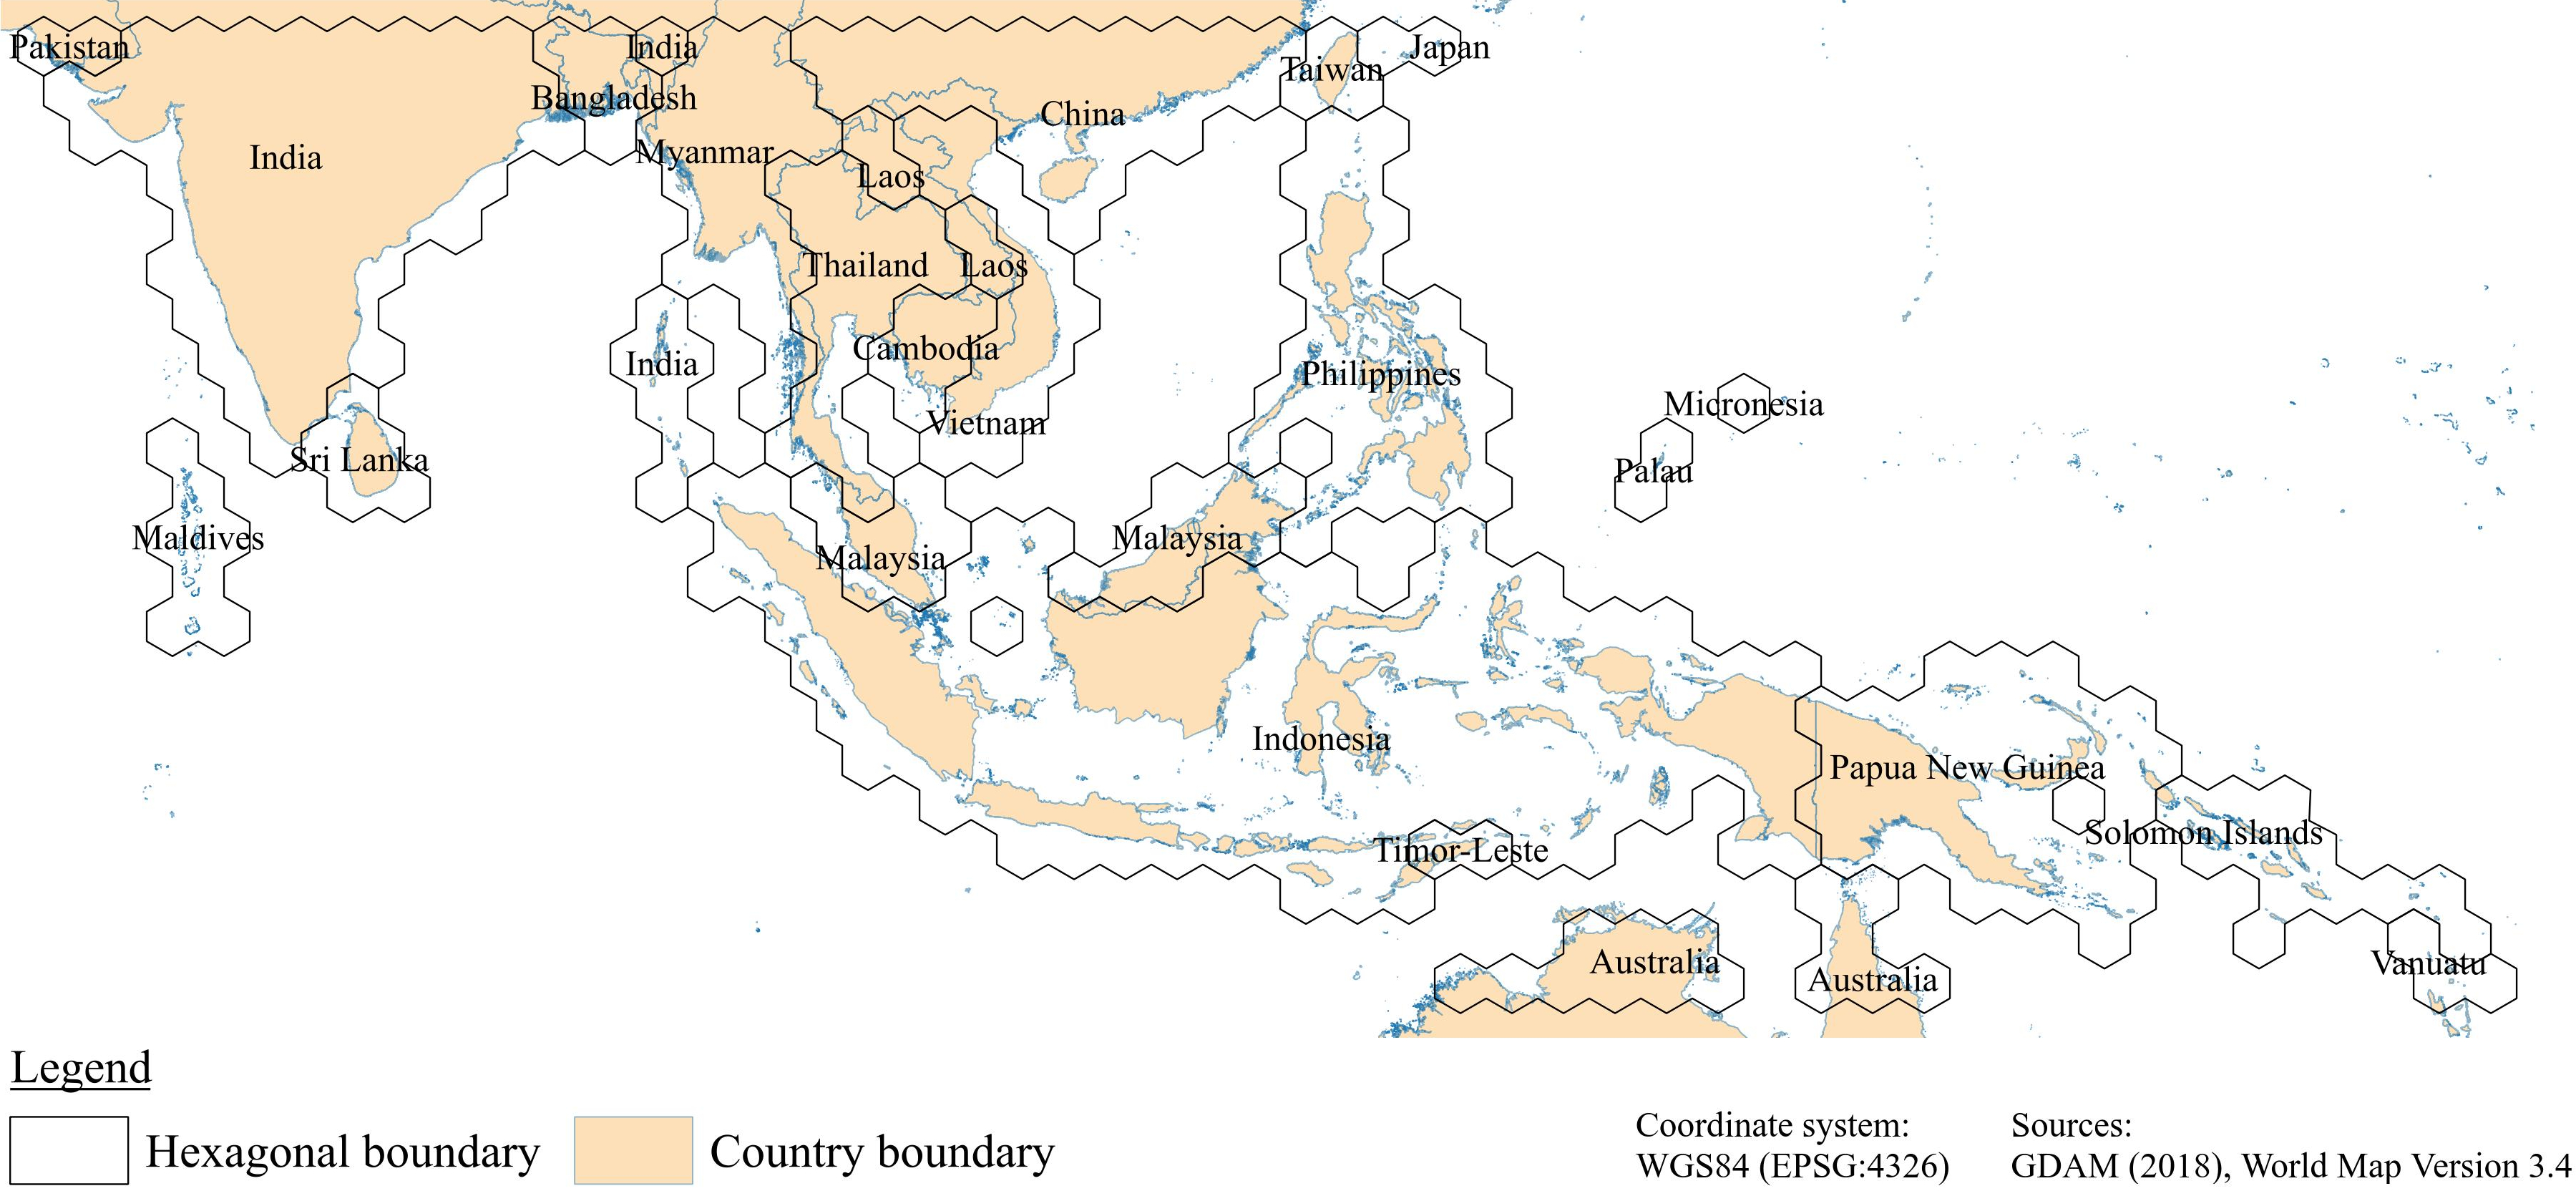 Pakistan
India
Japan
Taiwan
Bangladesh
China
Myanmar
India
Laos
Thailand
Laos
Cambodia
India
Philippines
Micronesia
Vietnam
Sri Lanka
Palau
Maldives
Malaysia
Malaysia
Indonesia
Papua New Guinea
Solomon Islands
Timor-Leste
Australia
Vanuatu
Australia
Legend
Hexagonal boundary
Country boundary
Coordinate system:
WGS84 (EPSG:4326)
Sources:
GDAM (2018), World Map Version 3.4